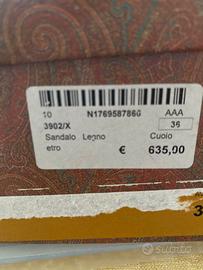 10 N1769587860 AAA
3902/X 36
Sandalo Legno Cuoio
etro € 635,00
3
subito